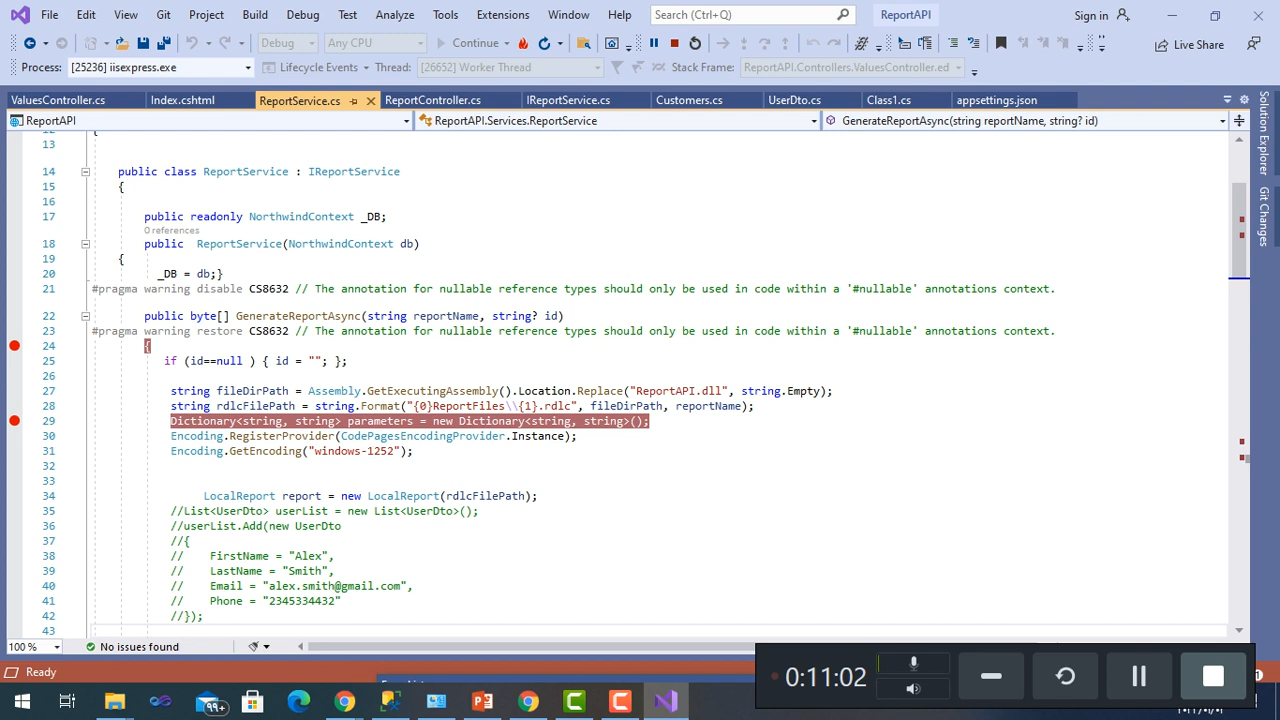 File Edit View Git Project Build Debug Test Analyze Tools Extensions Window Help Search (Ctrl+Q) ReportAPI Sign in
Debug Any CPU Continue Live Share
Process: [25236] iisexpress.exe Lifecycle Events Thread: [26652] Worker Thread Stack Frame: ReportAPI.Controllers.ValuesController.ed
ValuesController.cs Index.cshtml ReportService.cs ReportController.cs IReportService.cs Customers.cs UserDto.cs Class1.cs appsettings.json
ReportAPI ReportAPI.Services.ReportService GenerateReportAsync(string reportName, string? id)
12 {
13
14 public class ReportService : IReportService
15 {
16
17 public readonly NorthwindContext _DB;
0 references
18 public ReportService(NorthwindContext db)
19 {
20 _DB = db;}
21 #pragma warning disable CS8632 // The annotation for nullable reference types should only be used in code within a '#nullable' annotations context.
22 public byte[] GenerateReportAsync(string reportName, string? id)
23 #pragma warning restore CS8632 // The annotation for nullable reference types should only be used in code within a '#nullable' annotations context.
24 {
25 if (id==null ) { id = ""; };
26
27 string fileDirPath = Assembly.GetExecutingAssembly().Location.Replace("ReportAPI.dll", string.Empty);
28 string rdlcFilePath = string.Format("{0}ReportFiles\\{1}.rdlc", fileDirPath, reportName);
29 Dictionary<string, string> parameters = new Dictionary<string, string>();
30 Encoding.RegisterProvider(CodePagesEncodingProvider.Instance);
31 Encoding.GetEncoding("windows-1252");
32
33
34 LocalReport report = new LocalReport(rdlcFilePath);
35 //List<UserDto> userList = new List<UserDto>();
36 //userList.Add(new UserDto
37 //{
38 // FirstName = "Alex",
39 // LastName = "Smith",
40 // Email = "alex.smith@gmail.com",
41 // Phone = "2345334432"
42 //});
43
100 % No issues found
Ready
0:11:02
99+
Solution Explorer
Git Changes